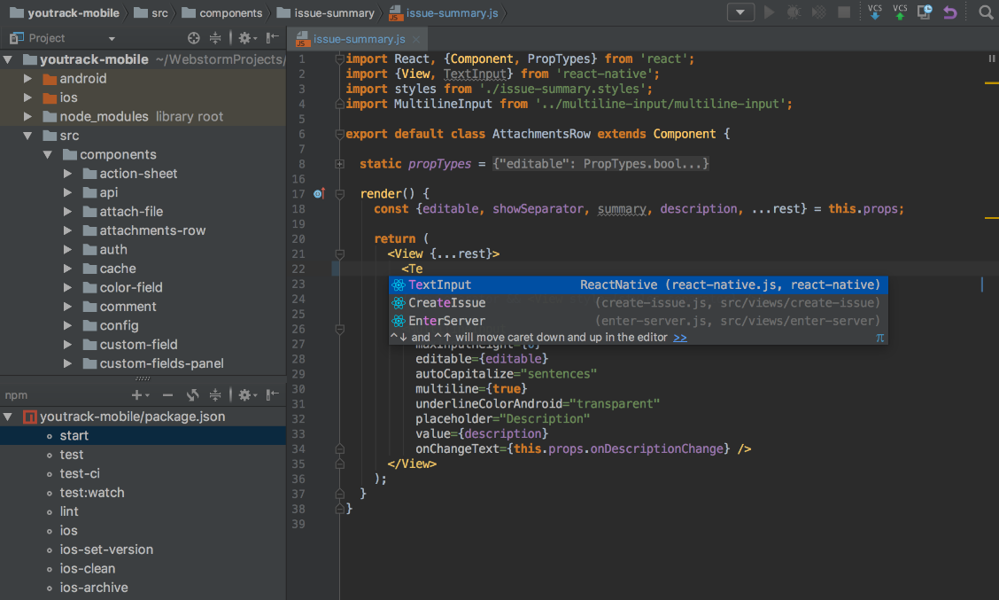 youtrack-mobile src components issue-summary issue-summary.js
VCS VCS
Project
youtrack-mobile ~/WebstormProjects/
android
ios
node_modules library root
src
components
action-sheet
api
attach-file
attachments-row
auth
cache
color-field
comment
config
custom-field
custom-fields-panel
npm
youtrack-mobile/package.json
start
test
test-ci
test:watch
lint
ios
ios-set-version
ios-clean
ios-archive
issue-summary.js
1 import React, {Component, PropTypes} from 'react';
2 import {View, TextInput} from 'react-native';
3 import styles from './issue-summary.styles';
4 import MultilineInput from '../multiline-input/multiline-input';
5
6 export default class AttachmentsRow extends Component {
7
8 static propTypes = {"editable": PropTypes.bool...}
16
17 render() {
18 const {editable, showSeparator, summary, description, ...rest} = this.props;
19
20 return (
21 <View {...rest}>
22 <Te
23 TextInput ReactNative (react-native.js, react-native)
24 CreateIssue (create-issue.js, src/views/create-issue)
25 EnterServer (enter-server.js, src/views/enter-server)
26 ^↓ and ^↑ will move caret down and up in the editor >> π
27
28 editable={editable}
29 autoCapitalize="sentences"
30 multiline={true}
31 underlineColorAndroid="transparent"
32 placeholder="Description"
33 value={description}
34 onChangeText={this.props.onDescriptionChange} />
35 </View>
36 );
37 }
38 }
39